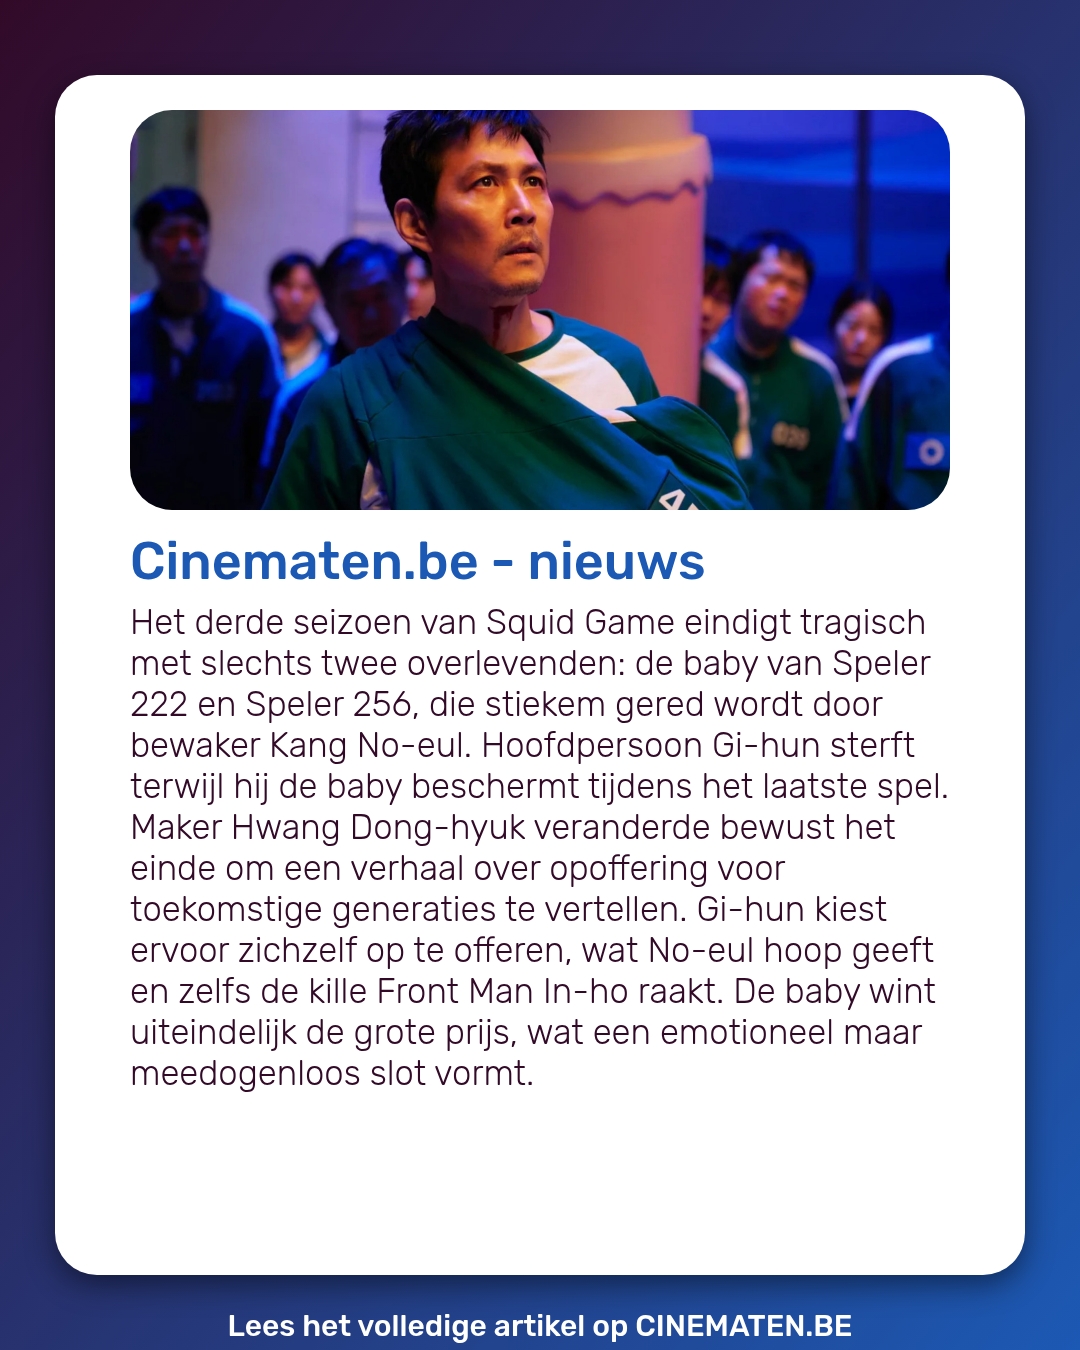 Cinematen.be - nieuws
Het derde seizoen van Squid Game eindigt tragisch
met slechts twee overlevenden: de baby van Speler
222 en Speler 256, die stiekem gered wordt door
bewaker Kang No-eul. Hoofdpersoon Gi-hun sterft
terwijl hij de baby beschermt tijdens het laatste spel.
Maker Hwang Dong-hyuk veranderde bewust het
einde om een verhaal over opoffering voor
toekomstige generaties te vertellen. Gi-hun kiest
ervoor zichzelf op te offeren, wat No-eul hoop geeft
en zelfs de kille Front Man In-ho raakt. De baby wint
uiteindelijk de grote prijs, wat een emotioneel maar
meedogenloos slot vormt.
Lees het volledige artikel op CINEMATEN.BE